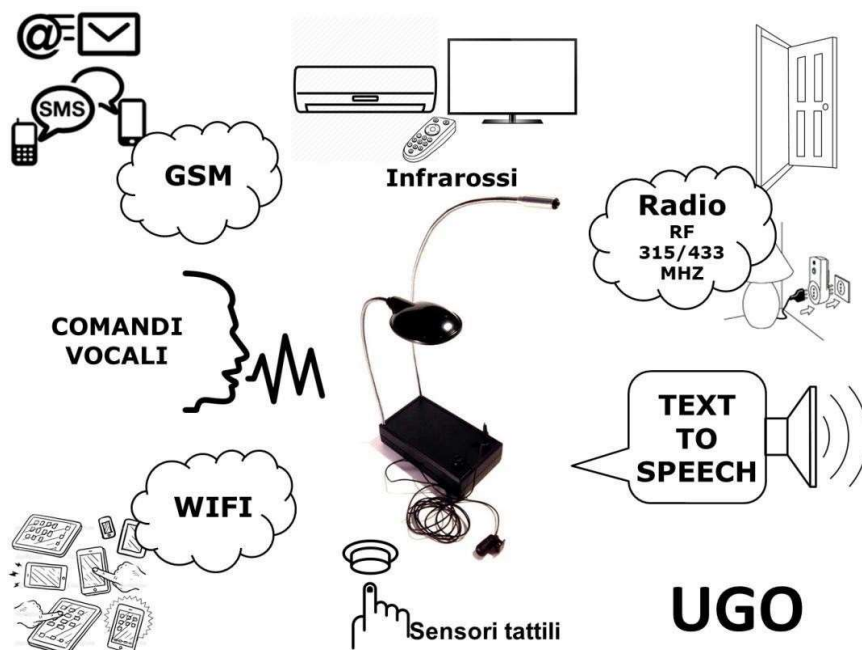 @
SMS
GSM
Infrarossi
Radio
RF
315/433
MHZ
COMANDI
VOCALI
TEXT
TO
SPEECH
WIFI
Sensori tattili
UGO